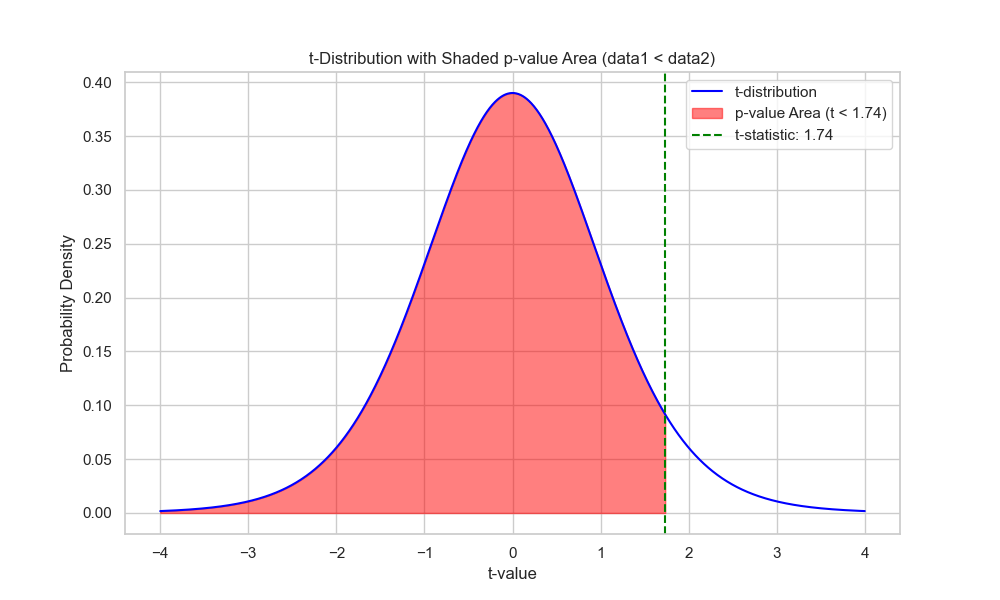 t-Distribution with Shaded p-value Area (data1 < data2)
t-distribution
p-value Area (t < 1.74)
t-statistic: 1.74
Probability Density
0.40
0.35
0.30
0.25
0.20
0.15
0.10
0.05
0.00
−4 −3 −2 −1 0 1 2 3 4
t-value